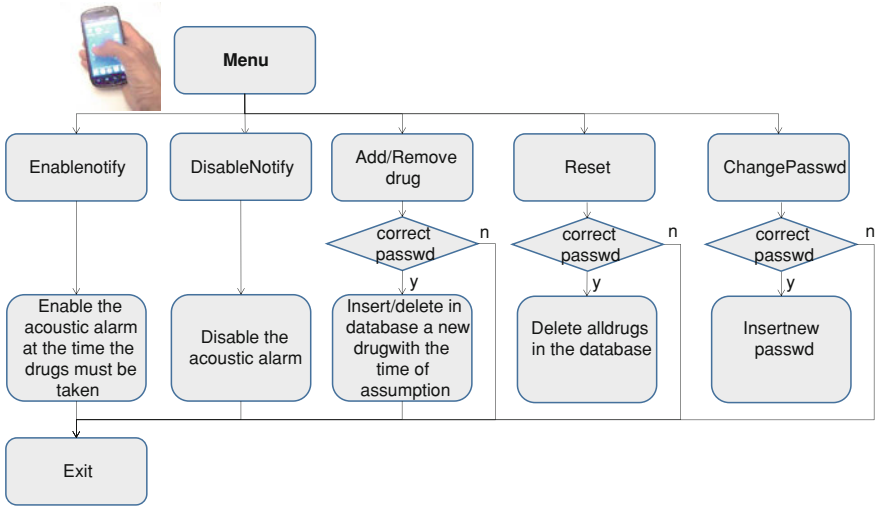 Menu
Enablenotify
DisableNotify
Add/Remove
drug
Reset
ChangePasswd
correct
passwd
n
y
correct
passwd
n
y
correct
passwd
n
y
Enable the
acoustic alarm
at the time the
drugs must be
taken
Disable the
acoustic alarm
Insert/delete in
database a new
drugwith the
time of
assumption
Delete alldrugs
in the database
Insertnew
passwd
Exit